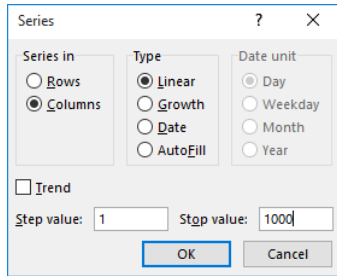 Series ? X
Series in Type Date unit
Rows Linear Day
Columns Growth Weekday
Date Month
AutoFill Year
Trend
Step value: 1 Stop value: 1000
OK Cancel